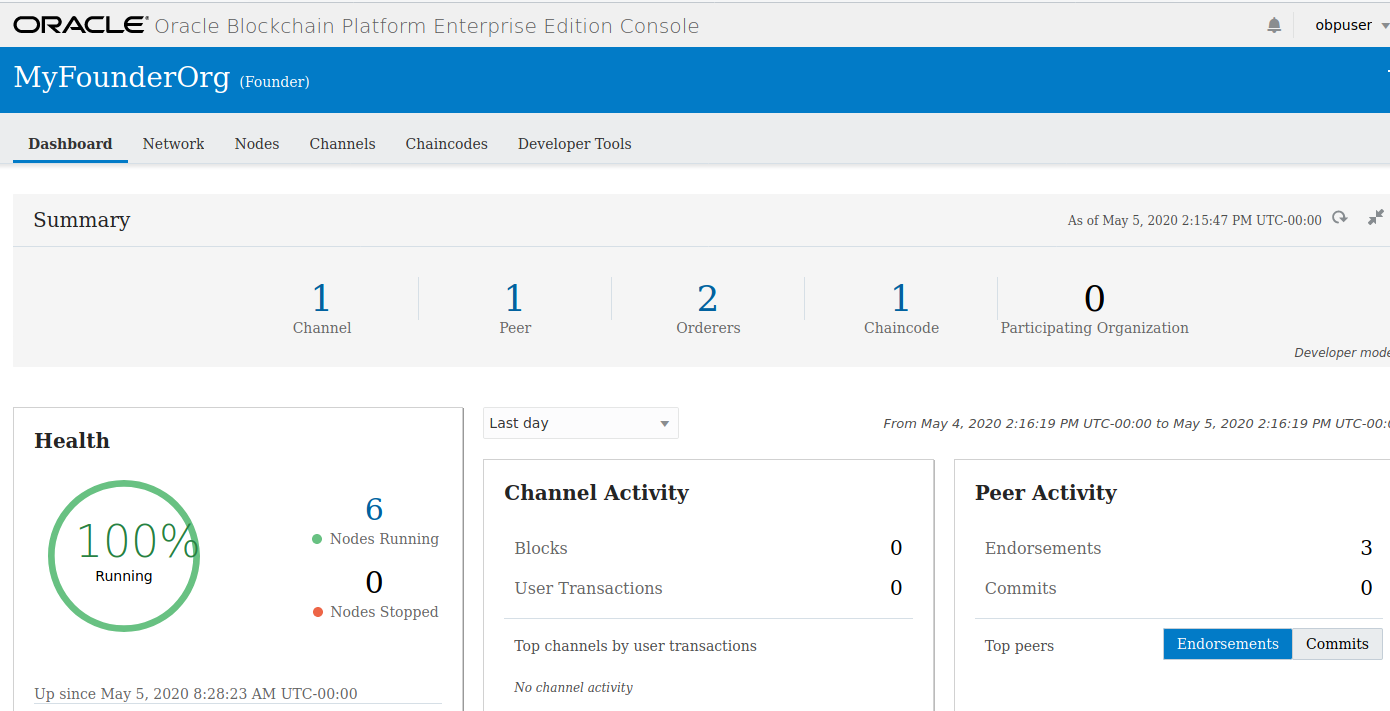 ORACLE® Oracle Blockchain Platform Enterprise Edition Console
obpuser
MyFounderOrg (Founder)
Dashboard Network Nodes Channels Chaincodes Developer Tools
Summary
As of May 5, 2020 2:15:47 PM UTC-00:00
1 1 2 1 0
Channel Peer Orderers Chaincode Participating Organization
Developer mode
Health
100%
Running
6
Nodes Running
0
Nodes Stopped
Up since May 5, 2020 8:28:23 AM UTC-00:00
Last day
From May 4, 2020 2:16:19 PM UTC-00:00 to May 5, 2020 2:16:19 PM UTC-00:
Channel Activity
Blocks 0
User Transactions 0
Top channels by user transactions
No channel activity
Peer Activity
Endorsements 3
Commits 0
Top peers Endorsements Commits